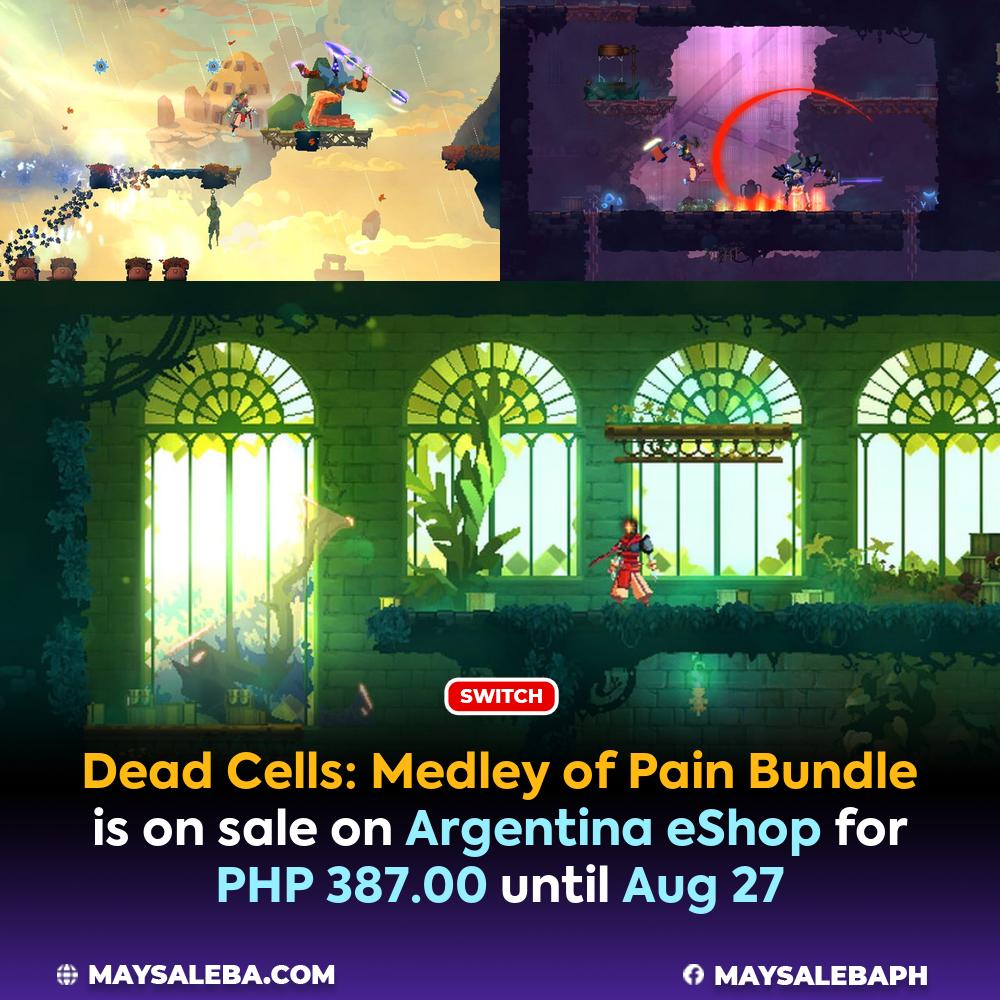 SWITCH
Dead Cells: Medley of Pain Bundle
is on sale on Argentina eShop for
PHP 387.00 until Aug 27
MAYSALEBA.COM
MAYSALEBAPH